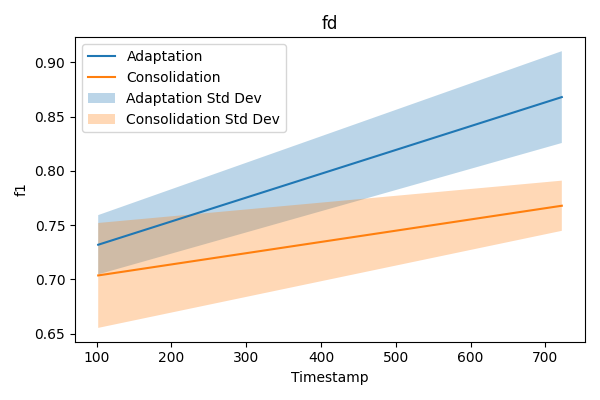 fd
Adaptation
Consolidation
Adaptation Std Dev
Consolidation Std Dev
0.90
0.85
0.80
0.75
0.70
0.65
f1
100 200 300 400 500 600 700
Timestamp